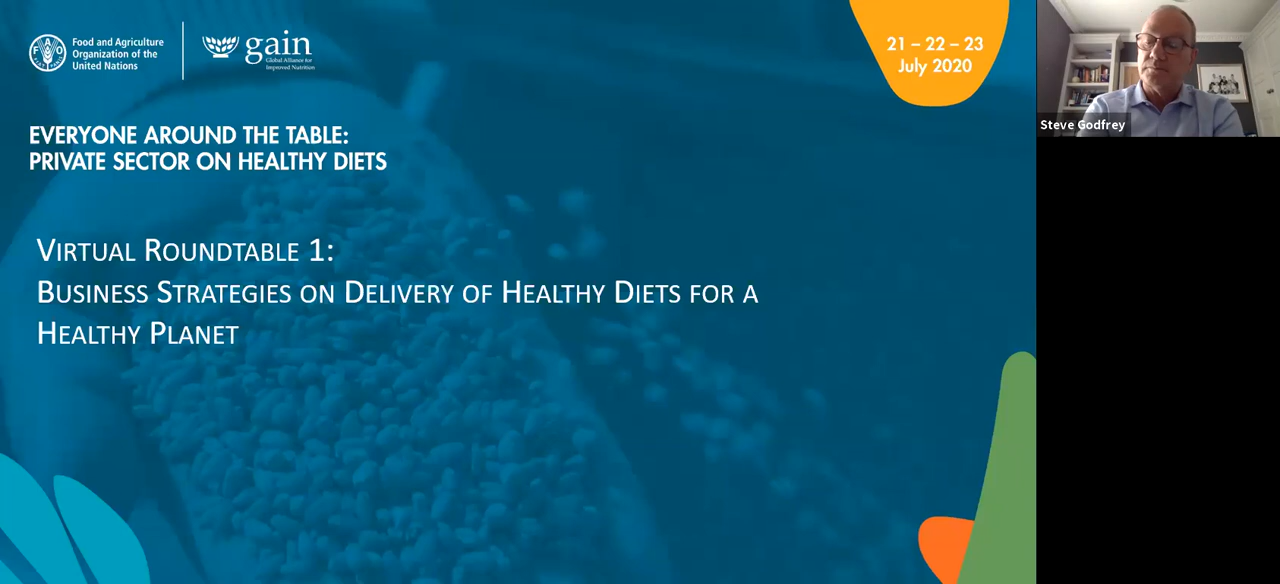 Food and Agriculture
Organization of the
United Nations
gain
Global Alliance for
Improved Nutrition
21 – 22 – 23
July 2020
Steve Godfrey
EVERYONE AROUND THE TABLE:
PRIVATE SECTOR ON HEALTHY DIETS
VIRTUAL ROUNDTABLE 1:
BUSINESS STRATEGIES ON DELIVERY OF HEALTHY DIETS FOR A
HEALTHY PLANET